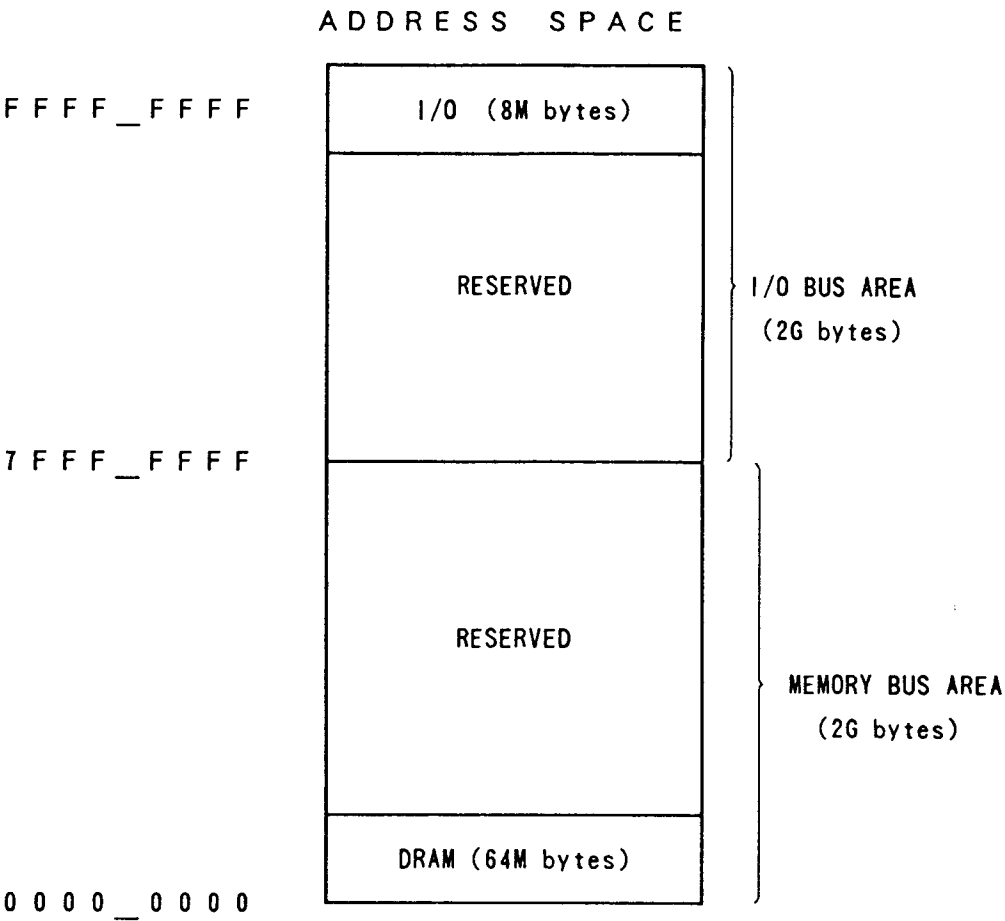 ADDRESS SPACE
FFFF_FFFF
I/O (8M bytes)
RESERVED
I/O BUS AREA
(2G bytes)
7FFF_FFFF
RESERVED
MEMORY BUS AREA
(2G bytes)
DRAM (64M bytes)
0000_0000